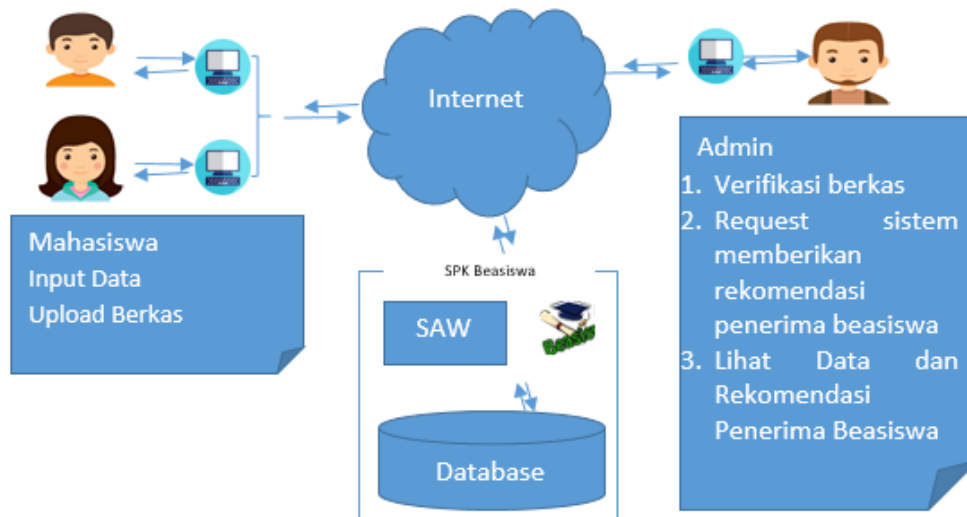 Internet
Mahasiswa
Input Data
Upload Berkas
SPK Beasiswa
SAW
Beasis
Database
Admin
1. Verifikasi berkas
2. Request sistem
memberikan
rekomendasi
penerima beasiswa
3. Lihat Data dan
Rekomendasi
Penerima Beasiswa